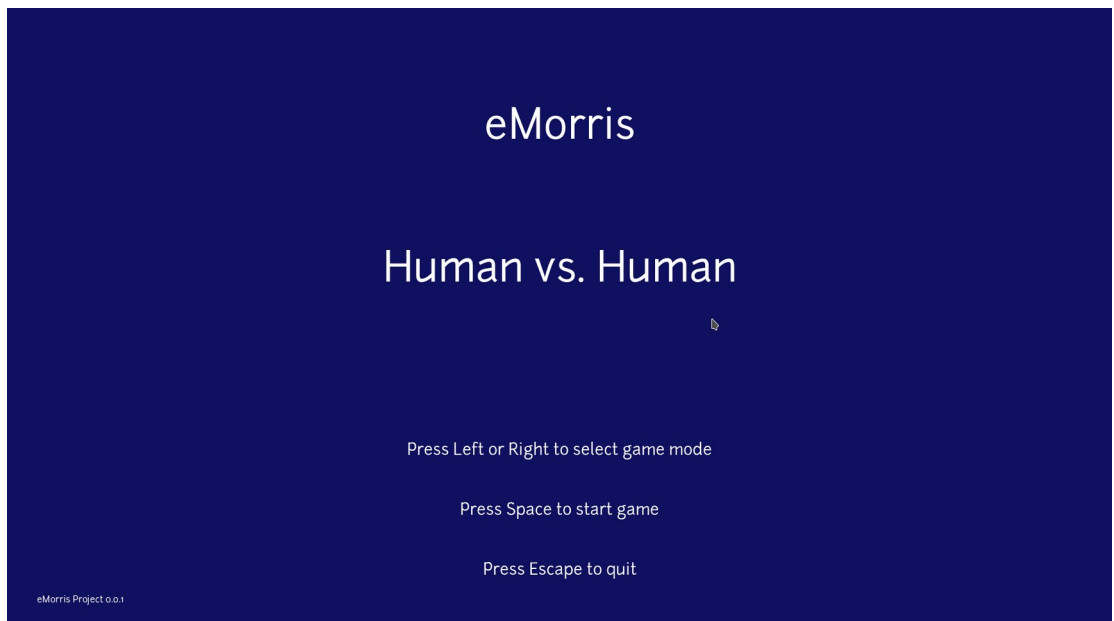 eMorris
Human vs. Human
Press Left or Right to select game mode
Press Space to start game
Press Escape to quit
eMorris Project 0.0.1